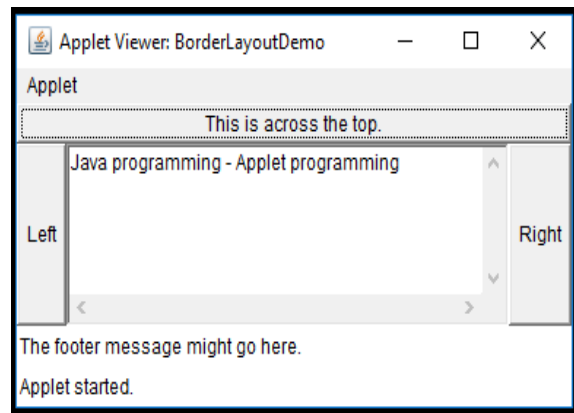 Applet Viewer: BorderLayoutDemo
Applet
This is across the top.
Java programming - Applet programming
Left
Right
The footer message might go here.
Applet started.